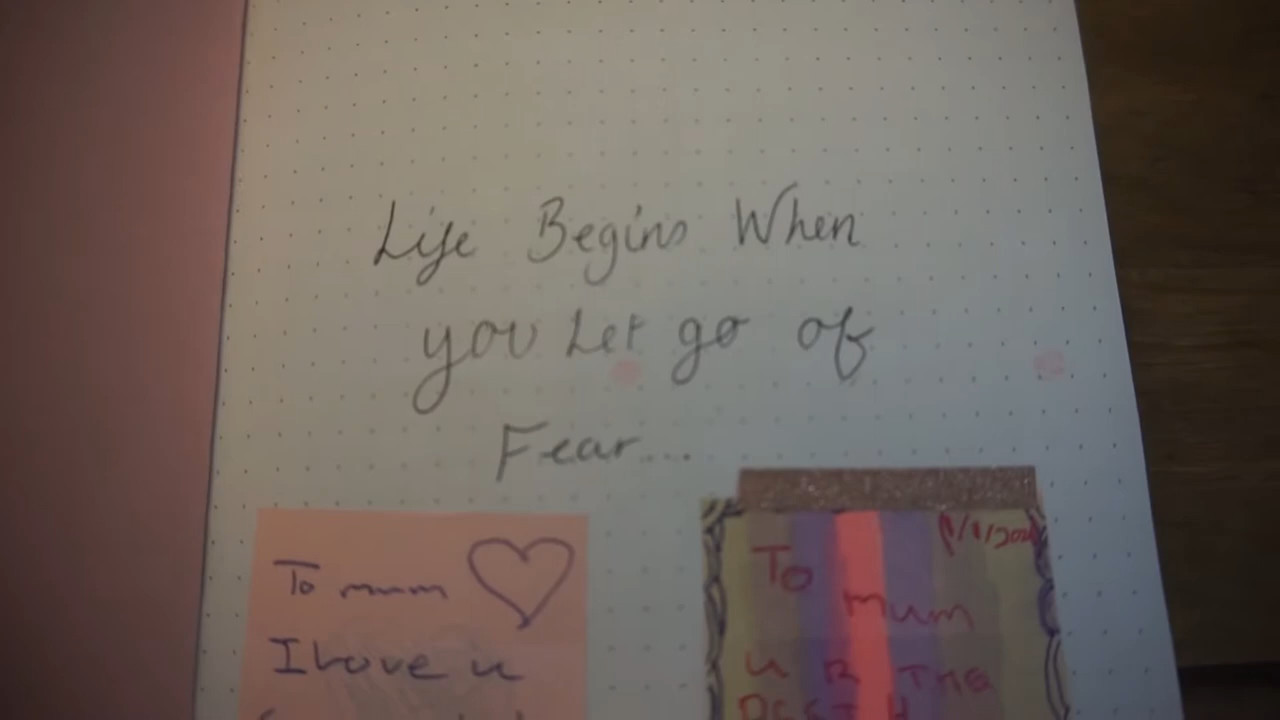 Life Begins When
you Let go of
Fear...
To mum
I love u
To mum
u R THE